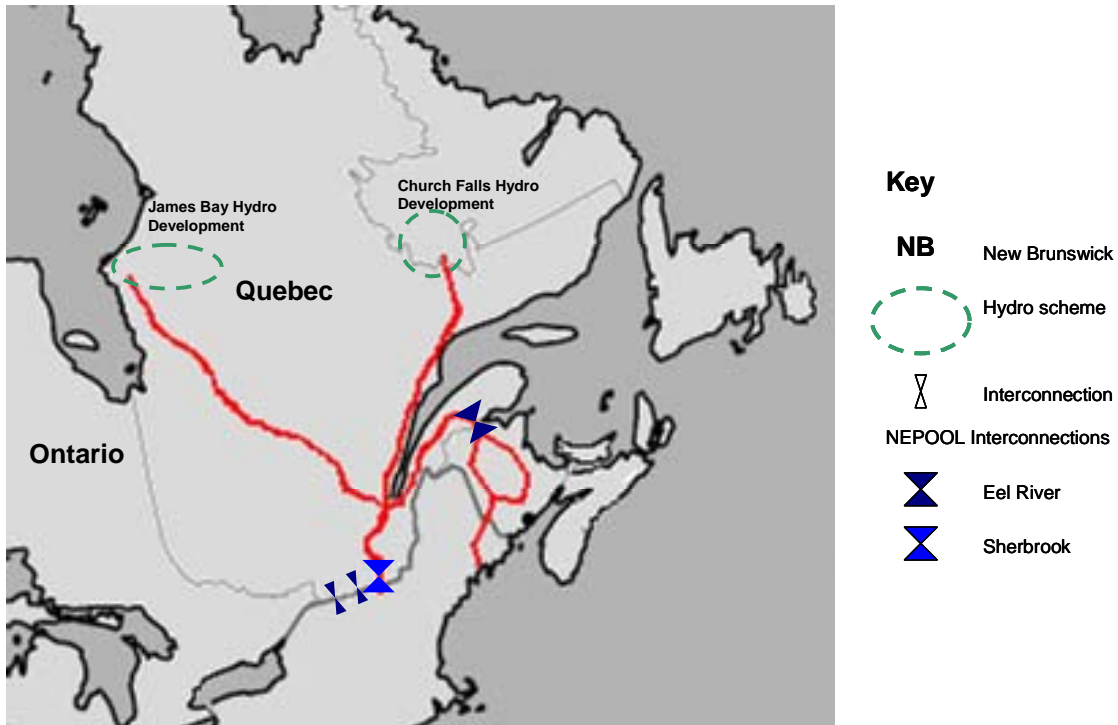 James Bay Hydro
Development
Church Falls Hydro
Development
Quebec
Ontario
Key
NB New Brunswick
Hydro scheme
Interconnection
NEPOOL Interconnections
Eel River
Sherbrook